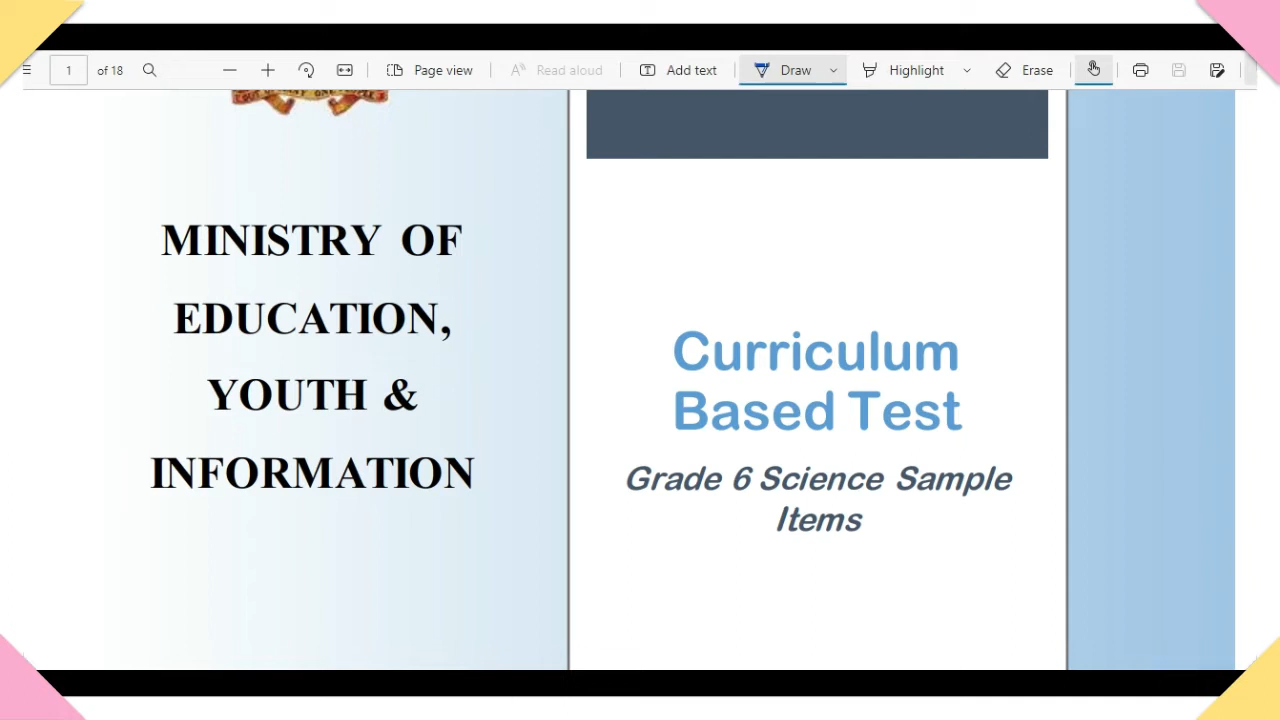 1 of 18 Page view Read aloud Add text Draw Highlight Erase
MINISTRY OF
EDUCATION,
YOUTH &
INFORMATION
Curriculum
Based Test
Grade 6 Science Sample
Items